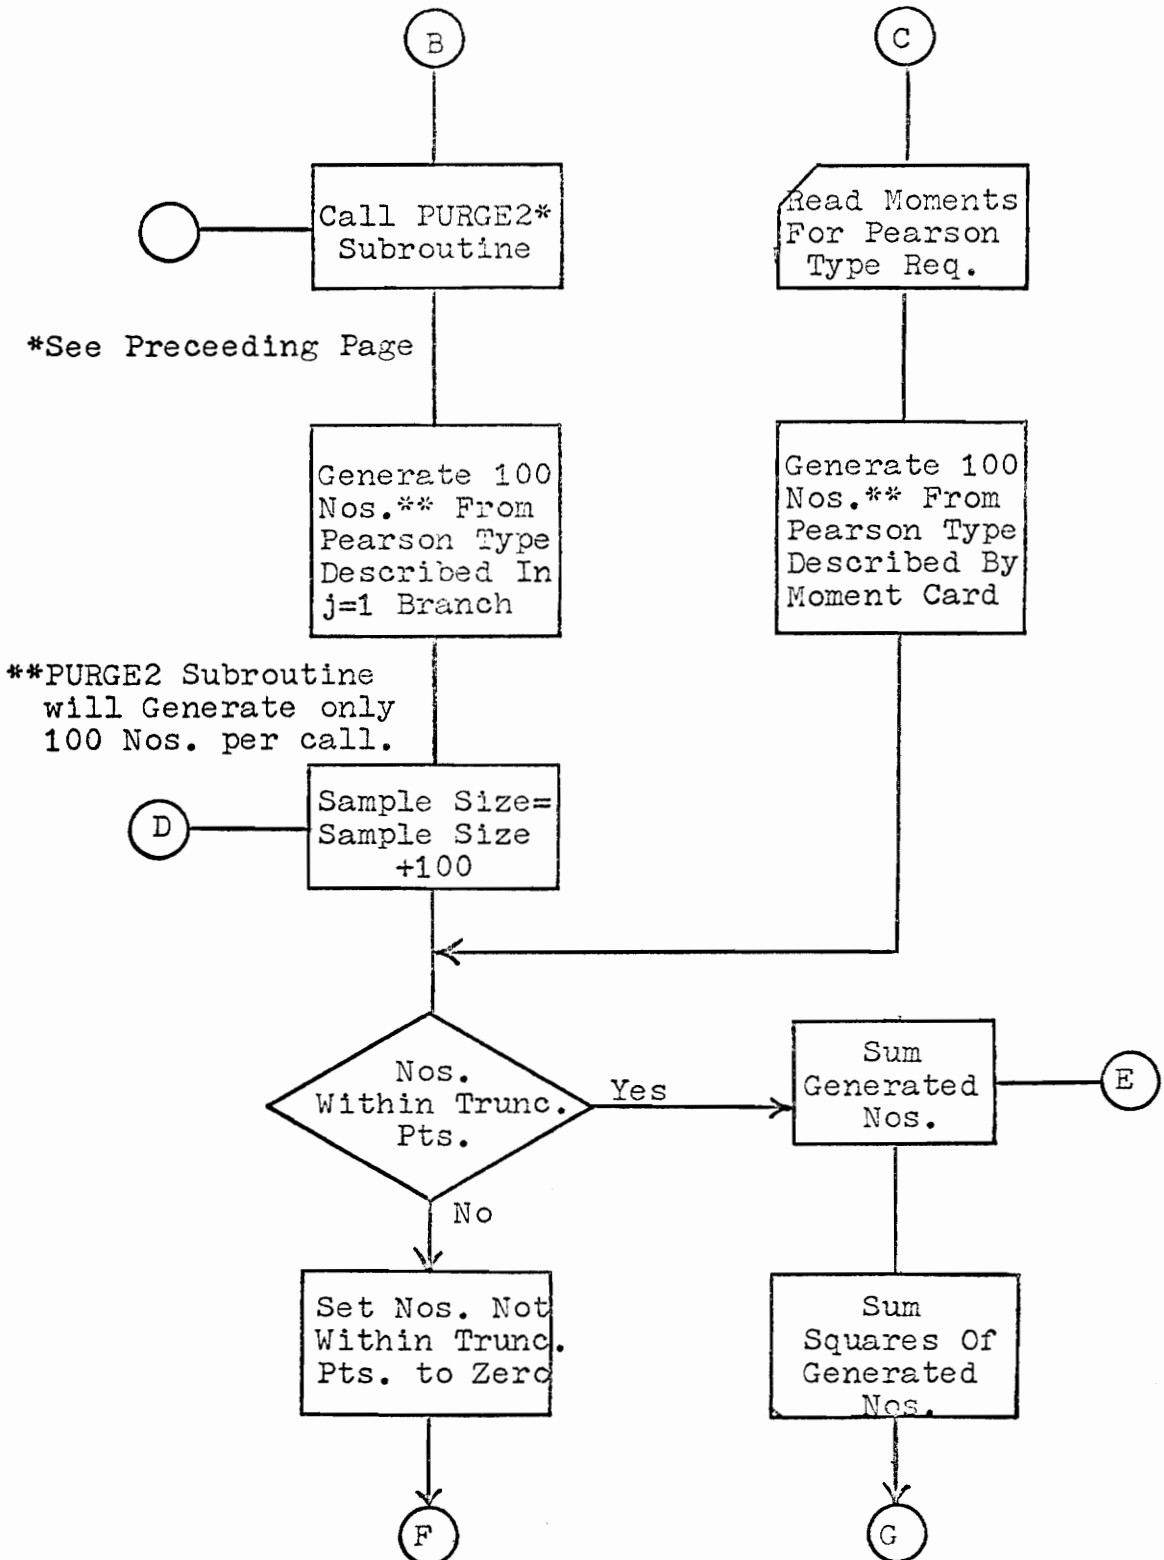 B
C
Call PURGE2*
Subroutine
Read Moments
For Pearson
Type Req.
*See Preceeding Page
Generate 100
Nos.** From
Pearson Type
Described In
j=1 Branch
Generate 100
Nos.** From
Pearson Type
Described By
Moment Card
**PURGE2 Subroutine
will Generate only
100 Nos. per call.
D
Sample Size=
Sample Size
+100
Nos.
Within Trunc.
Pts.
Yes
No
Sum
Generated
Nos.
E
Set Nos. Not
Within Trunc.
Pts. to Zero
Sum
Squares Of
Generated
Nos.
F
G